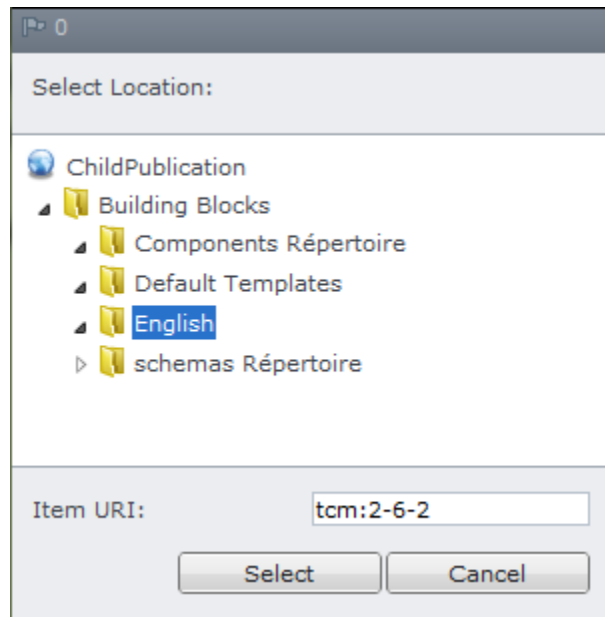 0
Select Location:
ChildPublication
Building Blocks
Components Répertoire
Default Templates
English
schemas Répertoire
Item URI: tcm:2-6-2
Select Cancel